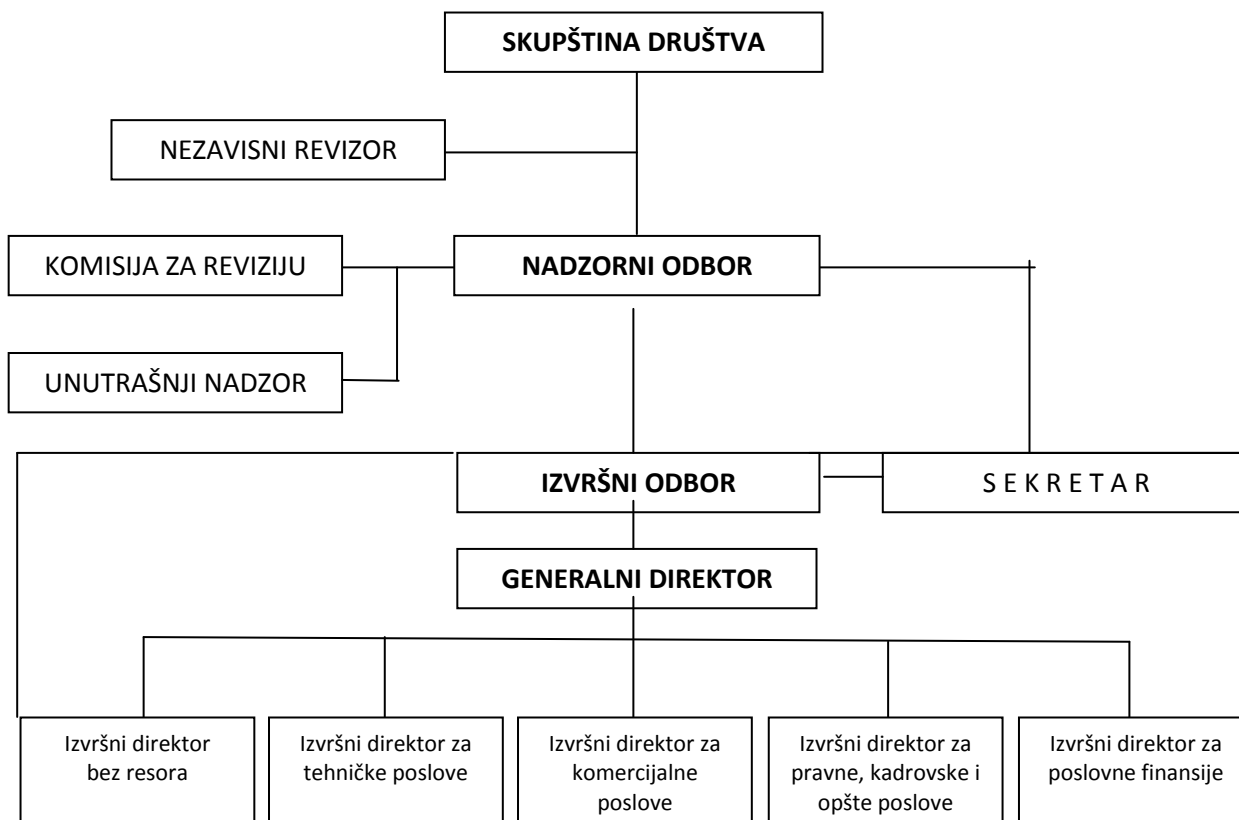 SKUPŠTINA DRUŠTVA
NEZAVISNI REVIZOR
KOMISIJA ZA REVIZIJU
NADZORNI ODBOR
UNUTRAŠNJI NADZOR
IZVRŠNI ODBOR
S E K R E T A R
GENERALNI DIREKTOR
Izvršni direktor
bez resora
Izvršni direktor za
tehničke poslove
Izvršni direktor za
komercijalne
poslove
Izvršni direktor za
pravne, kadrovske i
opšte poslove
Izvršni direktor za
poslovne finansije